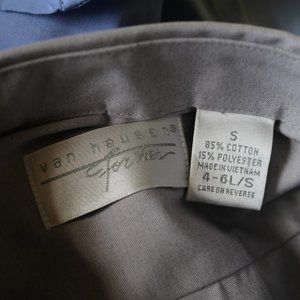 van heusen
for her
S
85% COTTON
15% POLYESTER
MADE IN VIETNAM
4-6L/S
CARE ON REVERSE